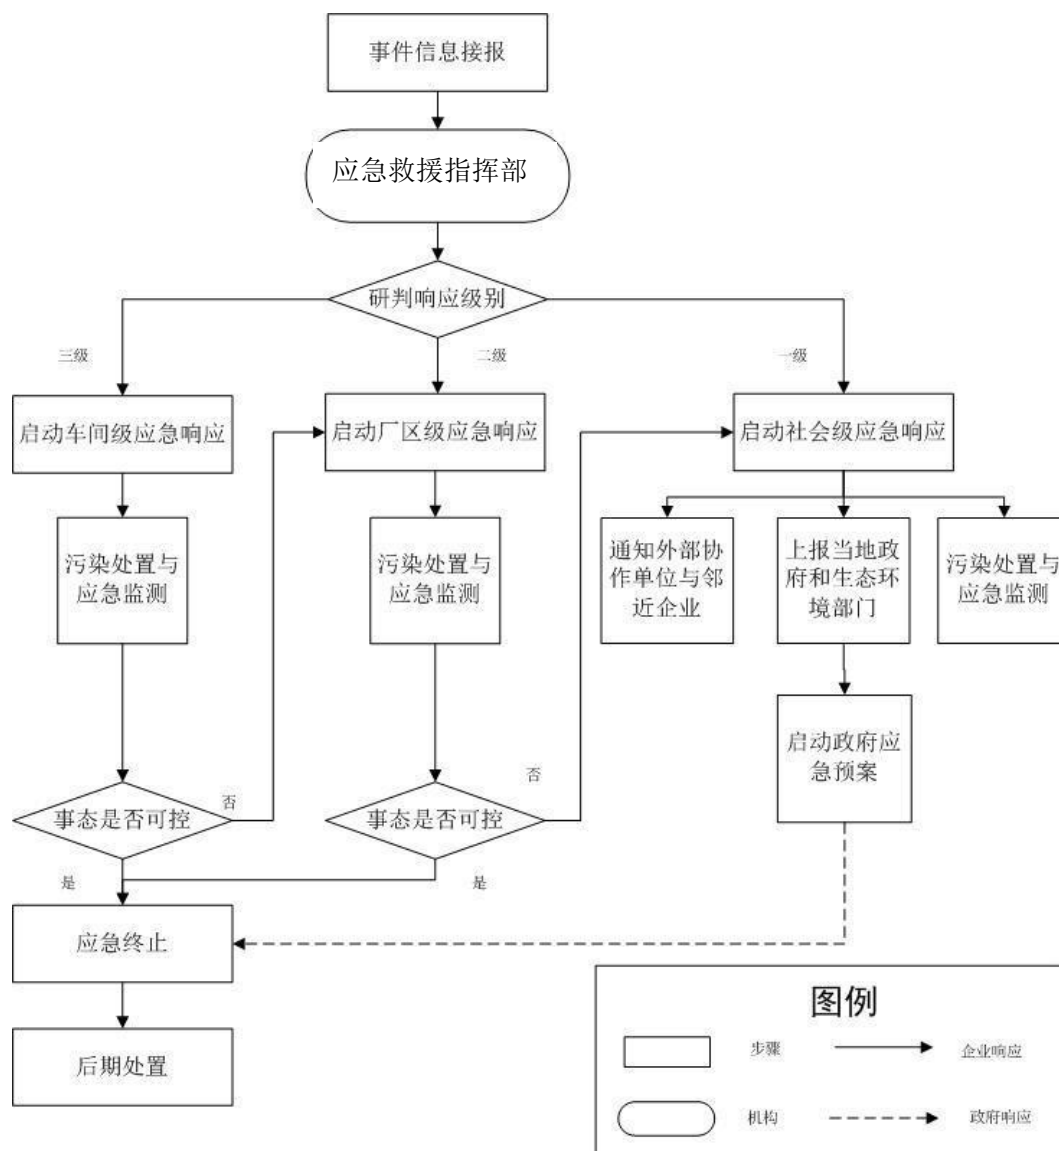 事件信息接报
应急救援指挥部
研判响应级别
三级
二级
一级
启动车间级应急响应
启动厂区级应急响应
启动社会级应急响应
污染处置与
应急监测
污染处置与
应急监测
通知外部协
作单位与邻
近企业
上报当地政
府和生态环
境部门
污染处置与
应急监测
启动政府应
急预案
事态是否可控
否
事态是否可控
否
是
是
应急终止
后期处置
图例
步骤
企业响应
机构
政府响应